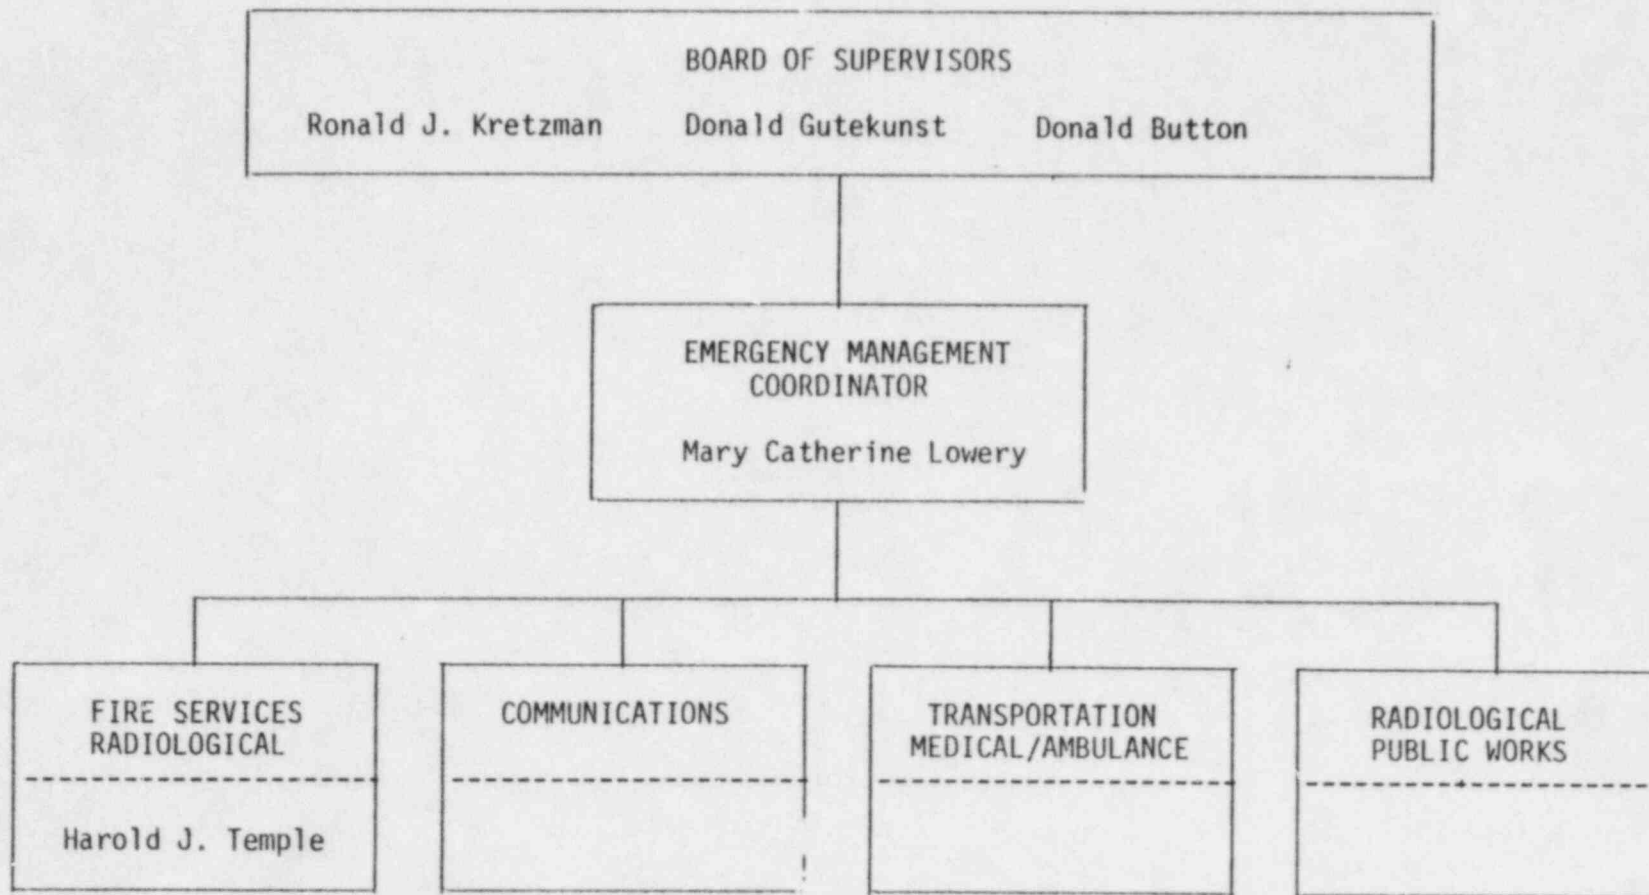 BOARD OF SUPERVISORS
Ronald J. Kretzman Donald Gutekunst Donald Button
EMERGENCY MANAGEMENT
COORDINATOR
Mary Catherine Lowery
FIRE SERVICES
RADIOLOGICAL
Harold J. Temple
COMMUNICATIONS
TRANSPORTATION
MEDICAL/AMBULANCE
RADIOLOGICAL
PUBLIC WORKS